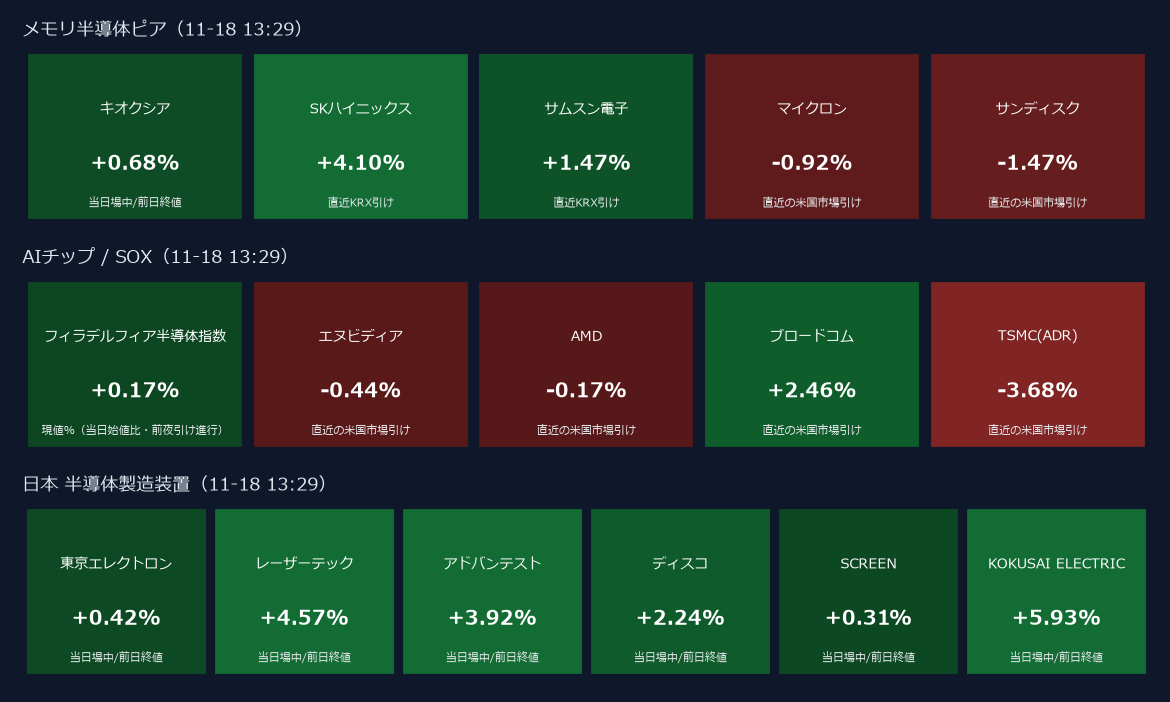 メモリ半導体ピア（11-18 13:29）
キオクシア
+0.68%
当日場中/前日終値
SKハイニックス
+4.10%
直近KRX引け
サムスン電子
+1.47%
直近KRX引け
マイクロン
-0.92%
直近の米国市場引け
サンディスク
-1.47%
直近の米国市場引け
AIチップ / SOX（11-18 13:29）
フィラデルフィア半導体指数
+0.17%
現値%（当日始値比・前夜引け進行）
エヌビディア
-0.44%
直近の米国市場引け
AMD
-0.17%
直近の米国市場引け
ブロードコム
+2.46%
直近の米国市場引け
TSMC(ADR)
-3.68%
直近の米国市場引け
日本 半導体製造装置（11-18 13:29）
東京エレクトロン
+0.42%
当日場中/前日終値
レーザーテック
+4.57%
当日場中/前日終値
アドバンテスト
+3.92%
当日場中/前日終値
ディスコ
+2.24%
当日場中/前日終値
SCREEN
+0.31%
当日場中/前日終値
KOKUSAI ELECTRIC
+5.93%
当日場中/前日終値